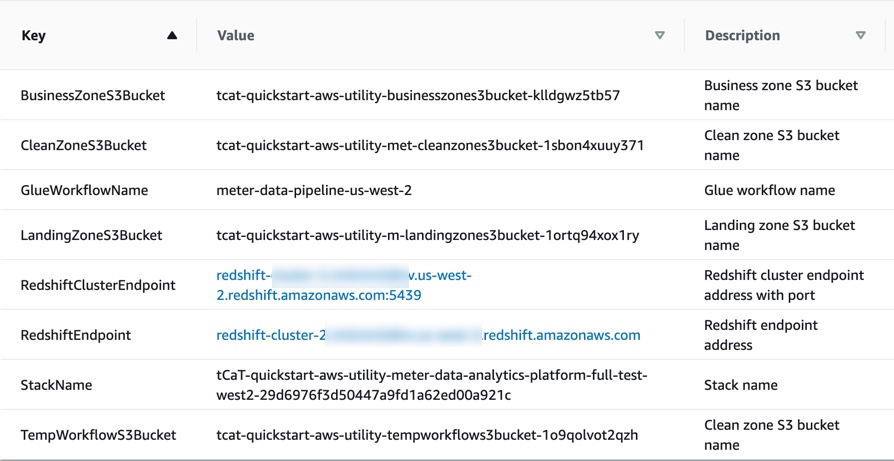 Key Value Description
BusinessZoneS3Bucket tcat-quickstart-aws-utility-businesszones3bucket-klldgwz5tb57 Business zone S3 bucket
name
CleanZoneS3Bucket tcat-quickstart-aws-utility-met-cleanzones3bucket-1sbon4xuuy371 Clean zone S3 bucket
name
GlueWorkflowName meter-data-pipeline-us-west-2 Glue workflow name
LandingZoneS3Bucket tcat-quickstart-aws-utility-m-landingzones3bucket-1ortq94xox1ry Landing zone S3 bucket
name
RedshiftClusterEndpoint redshift- v.us-west- Redshift cluster endpoint
2.redshift.amazonaws.com:5439 address with port
RedshiftEndpoint redshift-cluster-2 .redshift.amazonaws.com Redshift endpoint
address
StackName tCaT-quickstart-aws-utility-meter-data-analytics-platform-full-test- Stack name
west2-29d6976f3d50447a9fd1a62ed00a921c
TempWorkflowS3Bucket tcat-quickstart-aws-utility-tempworkflows3bucket-1o9qolvot2qzh Clean zone S3 bucket
name